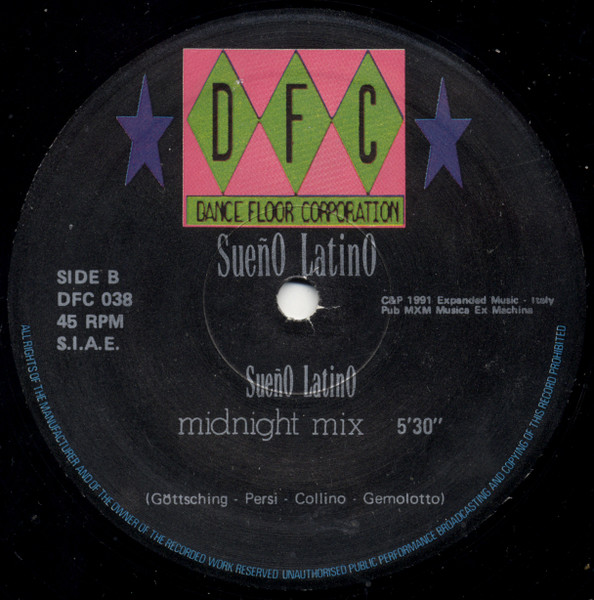 D F C
DANCE FLOOR CORPORATION
SueñO LatinO
SIDE B
DFC 038
45 RPM
S.I.A.E.
C&P 1991 Expanded Music - Italy
Pub MXM Musica Ex Machina
SueñO LatinO
midnight mix 5'30"
(Göttsching - Persi - Collino - Gemolotto)
ALL RIGHTS OF THE MANUFACTURER AND OF THE OWNER OF THE RECORDED WORK RESERVED UNAUTHORISED PUBLIC PERFORMANCE BROADCASTING AND COPYING OF THIS RECORD PROHIBITED